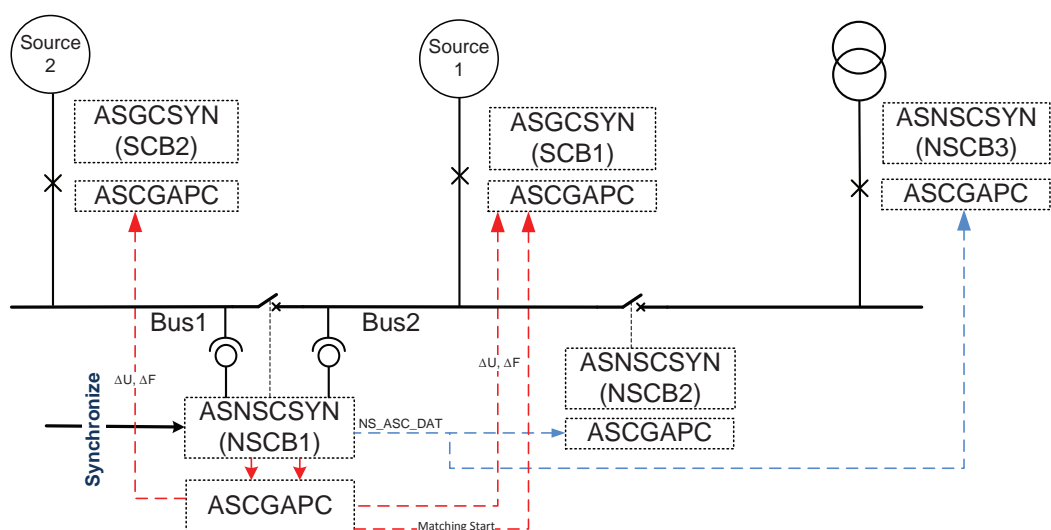 Source
2
Source
1
ASGCSYN
(SCB2)
ASGCSYN
(SCB1)
ASNSCSYN
(NSCB3)
ASCGAPC
ASCGAPC
ASCGAPC
Bus1
Bus2
ΔU, ΔF
ΔU, ΔF
ASNSCSYN
(NSCB2)
Synchronize
ASNSCSYN
(NSCB1)
NS_ASC_DAT
ASCGAPC
ASCGAPC
Matching Start